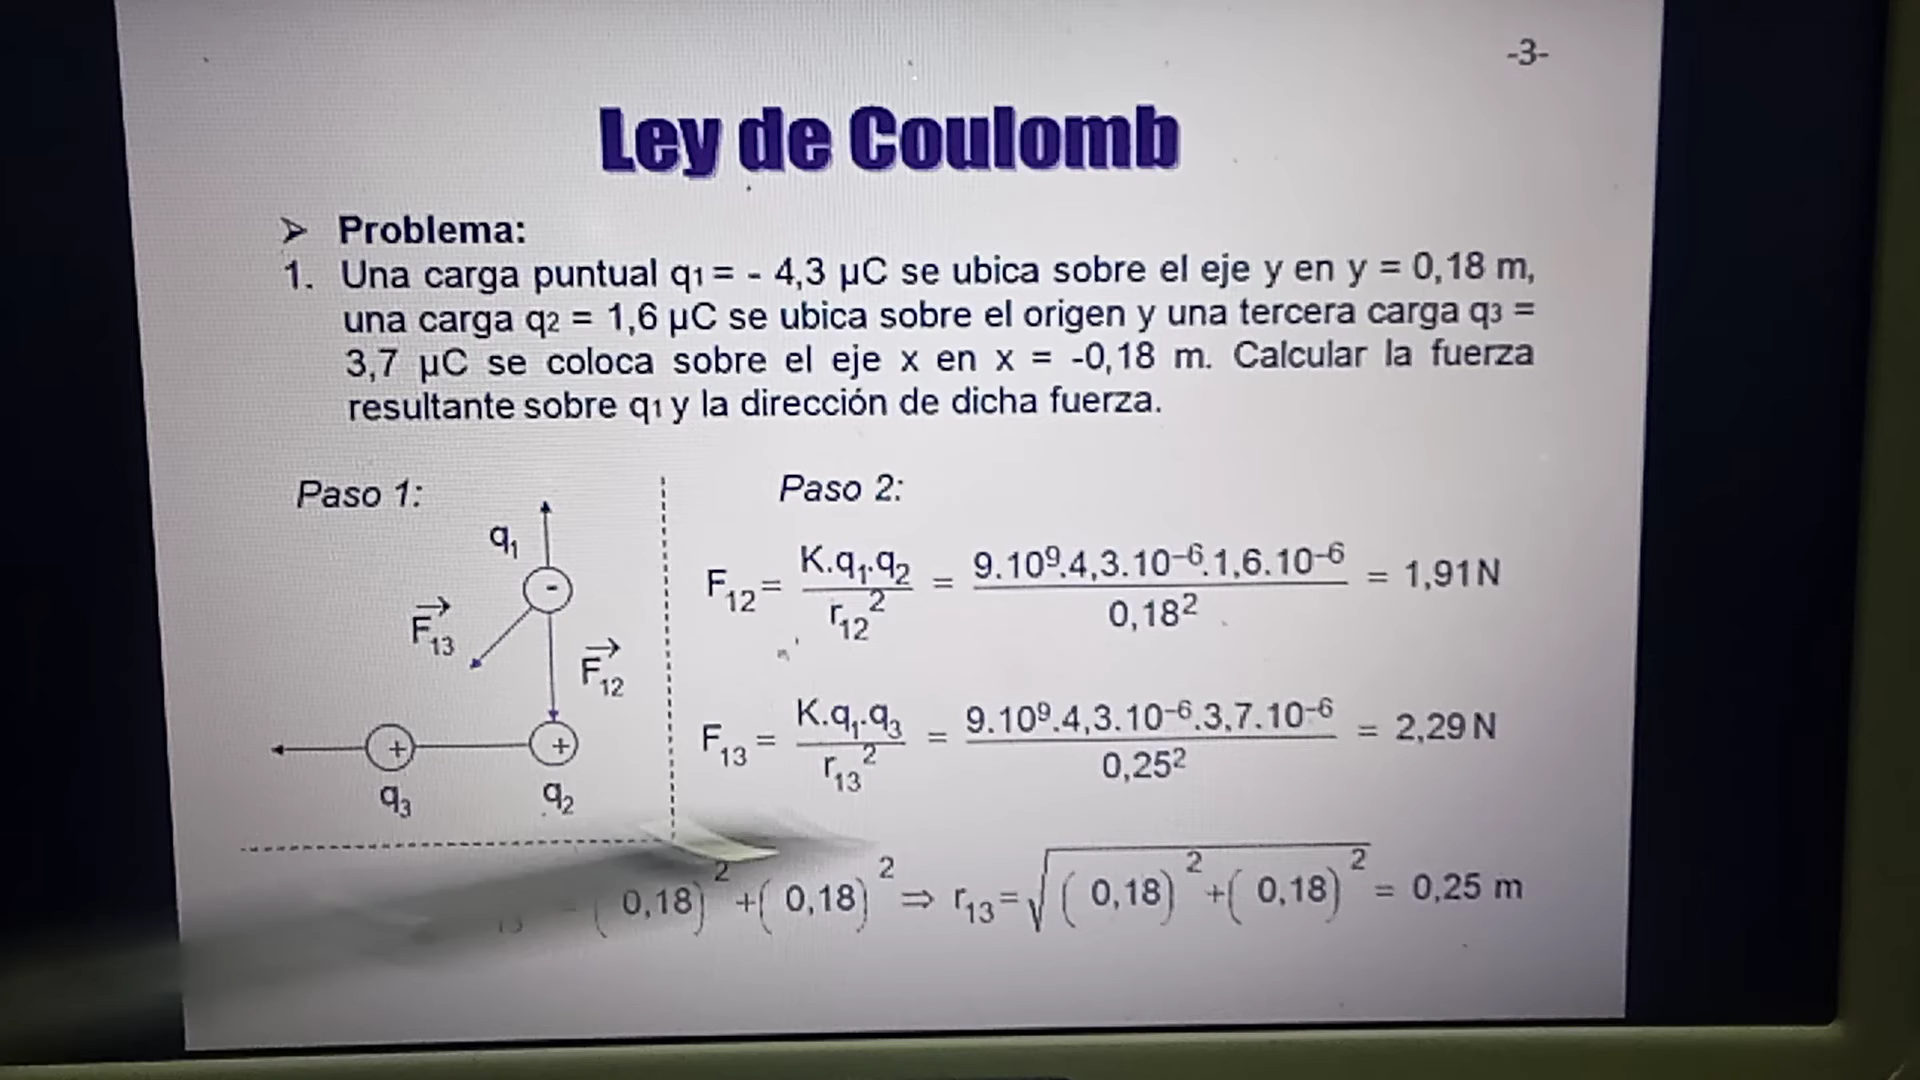 -3-
Ley de Coulomb
➢ Problema:
1. Una carga puntual q1 = - 4,3 µC se ubica sobre el eje y en y = 0,18 m,
una carga q2 = 1,6 µC se ubica sobre el origen y una tercera carga q3 =
3,7 µC se coloca sobre el eje x en x = -0,18 m. Calcular la fuerza
resultante sobre q1 y la dirección de dicha fuerza.
Paso 1:
q₁
-
F₁₃
F₁₂
+ +
q₃ q₂
Paso 2:
F₁₂ = K.q₁.q₂ / r₁₂² = 9.10⁹.4,3.10⁻⁶.1,6.10⁻⁶ / 0,18² = 1,91 N
F₁₃ = K.q₁.q₃ / r₁₃² = 9.10⁹.4,3.10⁻⁶.3,7.10⁻⁶ / 0,25² = 2,29 N
( 0,18)² +( 0,18)² ⇒ r₁₃ = √( 0,18)² +( 0,18)² = 0,25 m